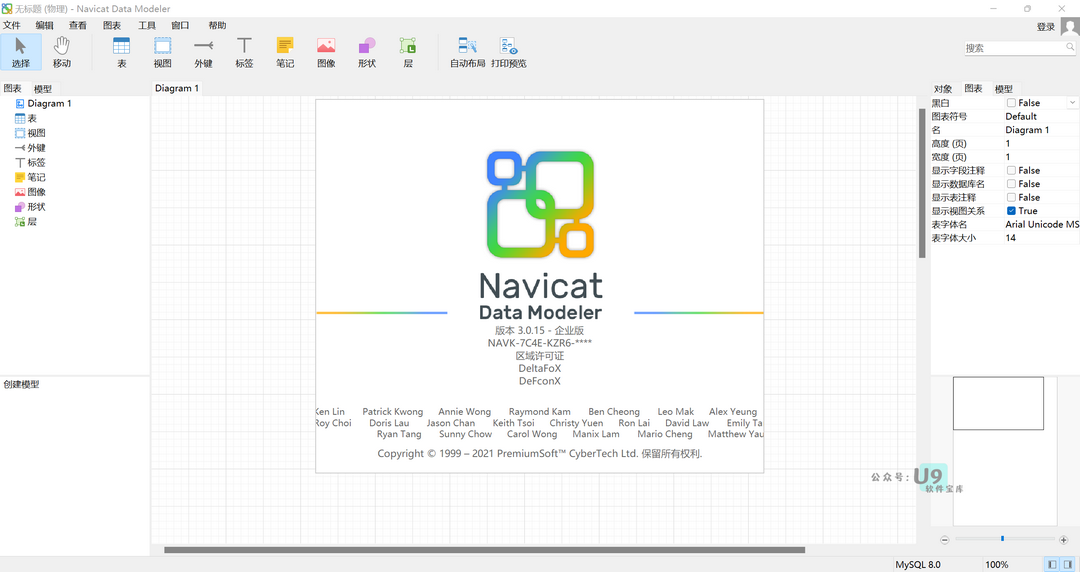 无标题 (物理) - Navicat Data Modeler
文件 编辑 查看 图表 工具 窗口 帮助
登录
选择 移动 表 视图 外键 标签 笔记 图像 形状 层 自动布局 打印预览
搜索
图表 模型
Diagram 1
表
视图
外键
标签
笔记
图像
形状
层
创建模型
Diagram 1
Navicat
Data Modeler
版本 3.0.15 - 企业版
NAVK-7C4E-KZR6-****
区域许可证
DeltaFoX
DeFconX
Ken Lin Patrick Kwong Annie Wong Raymond Kam Ben Cheong Leo Mak Alex Yeung
Roy Choi Doris Lau Jason Chan Keith Tsoi Christy Yuen Ron Lai David Law Emily Ta
Ryan Tang Sunny Chow Carol Wong Manix Lam Mario Cheng Matthew Yau
Copyright © 1999 – 2021 PremiumSoft™ CyberTech Ltd. 保留所有权利.
对象 图表 模型
黑白 False
图表符号 Default
名 Diagram 1
高度 (页) 1
宽度 (页) 1
显示字段注释 False
显示数据库名 False
显示表注释 False
显示视图关系 True
表字体名 Arial Unicode MS
表字体大小 14
公众号: U9
软件宝库
MySQL 8.0 100%